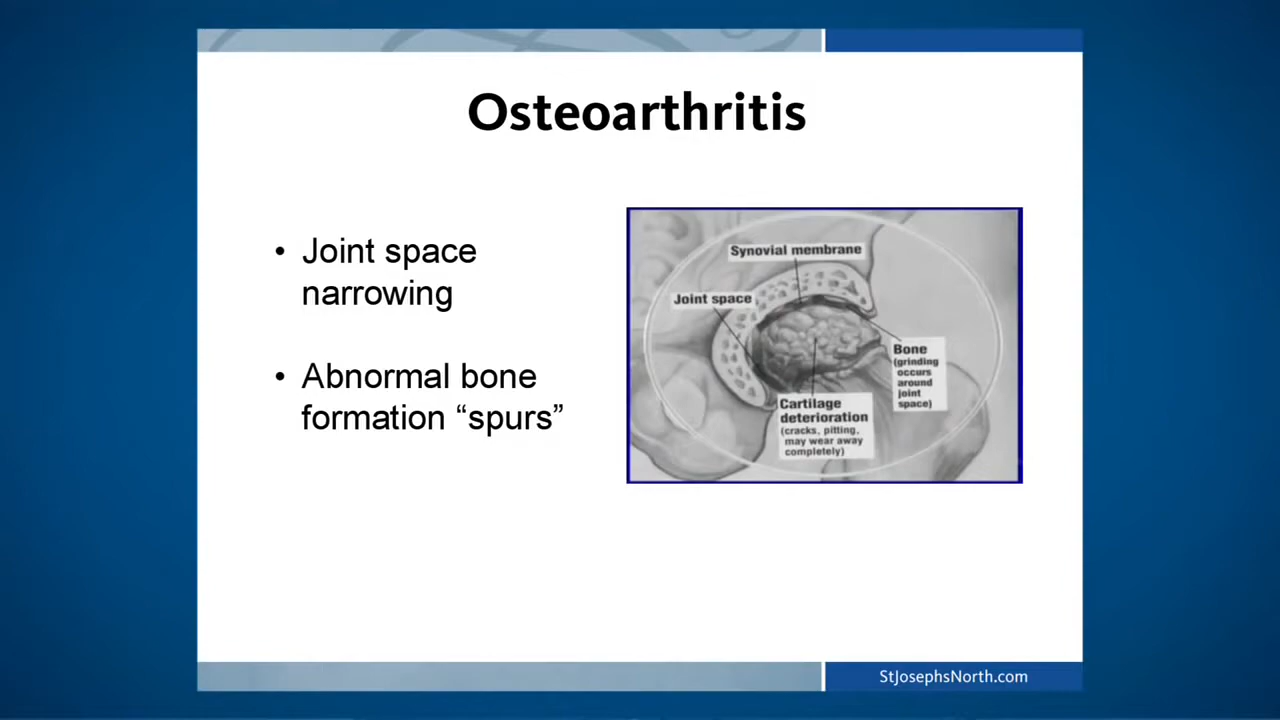 Osteoarthritis
• Joint space
narrowing
• Abnormal bone
formation “spurs”
Synovial membrane
Joint space
Bone
(grinding
occurs
around
joint
space)
Cartilage
deterioration
(cracks, pitting,
may wear away
completely)
StJosephsNorth.com